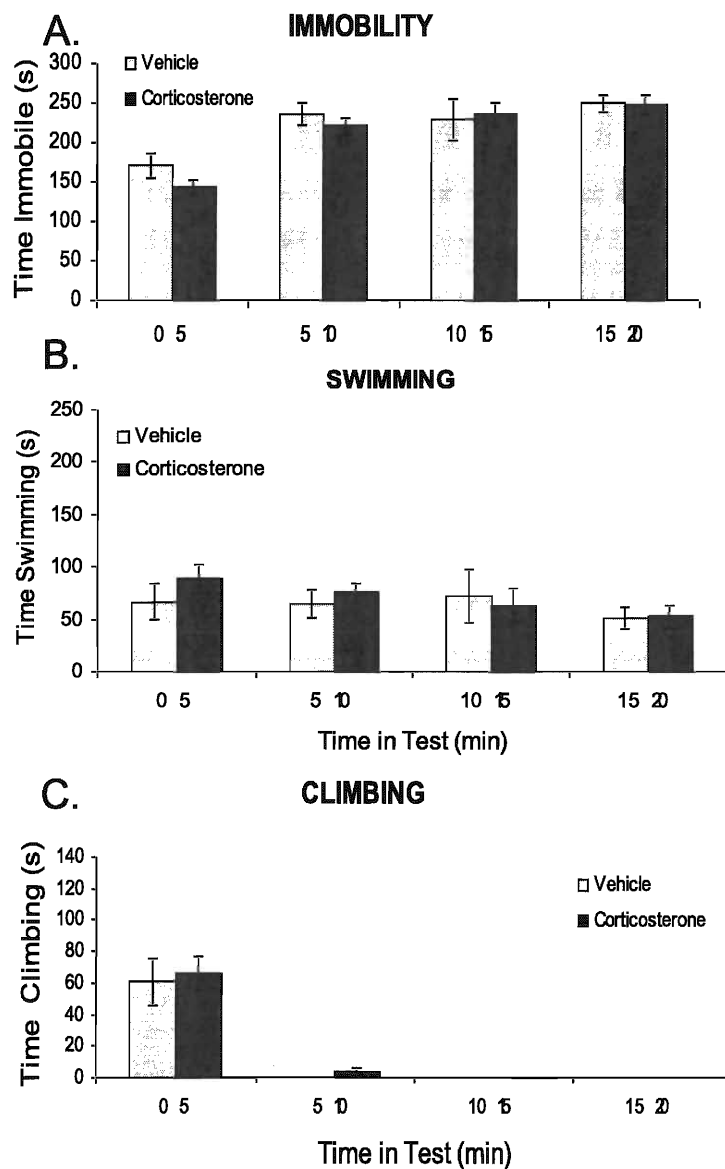 A. IMMOBILITY
Vehicle
Corticosterone
Time Immobile (s)
300
250
200
150
100
50
0
0 5 5 10 10 15 15 20
B. SWIMMING
Vehicle
Corticosterone
Time Swimming (s)
250
200
150
100
50
0
0 5 5 10 10 15 15 20
Time in Test (min)
C. CLIMBING
Vehicle
Corticosterone
Time Climbing (s)
140
120
100
80
60
40
20
0
0 5 5 10 10 15 15 20
Time in Test (min)